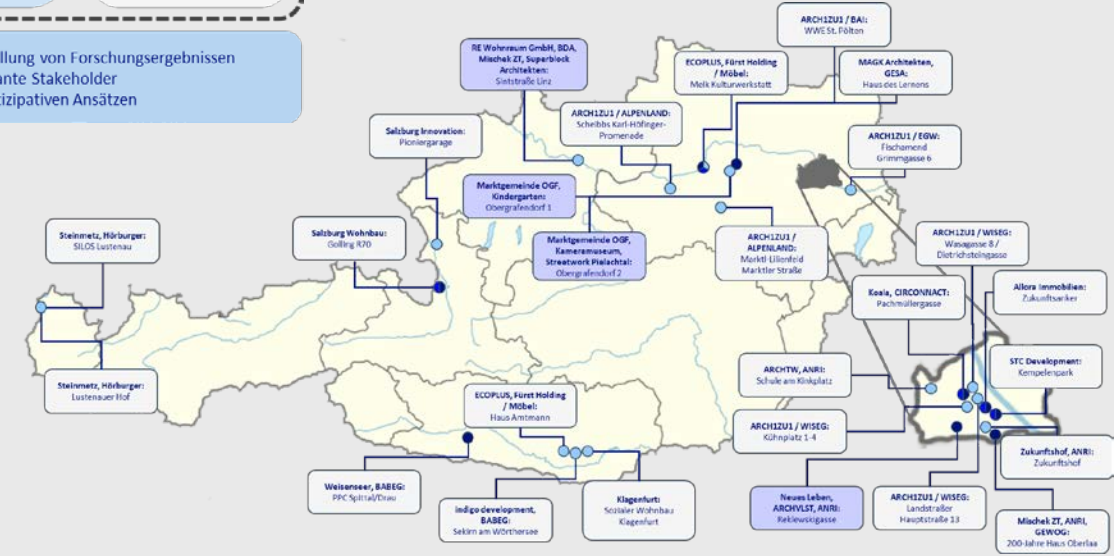 llung von Forschungsergebnissen
ante Stakeholder
tizipativen Ansätzen
ARCH1ZU1 / BAI:
WWE St. Pölten
RE Wohnraum GmbH, BDA,
Mischek ZT, Superblock
Architekten:
Sintstraße Linz
ECOPLUS, Fürst Holding
/ Möbel:
Melk Kulturwerkstatt
MAGK Architekten,
GESA:
Haus des Lernens
ARCH1ZU1 / ALPENLAND:
Scheibbs Karl-Höfinger-
Promenade
Salzburg Innovation:
Pioniergarage
ARCH1ZU1 / EGW:
Fischamend
Grimmgasse 6
Marktgemeinde OGF,
Kindergarten:
Obergrafendorf 1
Steinmetz, Hörburger:
SILOS Lustenau
Salzburg Wohnbau:
Golling R70
Marktgemeinde OGF,
Kameramuseum,
Streetwork Pielachtal:
Obergrafendorf 2
ARCH1ZU1 /
ALPENLAND:
Marktl-Lilienfeld
Marktler Straße
ARCH1ZU1 / WISEG:
Wasagasse 8 /
Dietrichsteingasse
Koala, CIRCONNACT:
Pachmüllergasse
Allora Immobilien:
Zukunftsanker
Steinmetz, Hörburger:
Lustenauer Hof
ECOPLUS, Fürst Holding
/ Möbel:
Haus Amtmann
ARCHTW, ANRI:
Schule am Kinkplatz
STC Development:
Kempelenpark
ARCH1ZU1 / WISEG:
Kühnplatz 1-4
Zukunftshof, ANRI:
Zukunftshof
Weissenseer, BABEG:
PPC Spittal/Drau
indigo development,
BABEG:
Sekirn am Wörthersee
Klagenfurt:
Sozialer Wohnbau
Klagenfurt
Neues Leben,
ARCHVLST, ANRI:
Reklewskigasse
ARCH1ZU1 / WISEG:
Landstraßer
Hauptstraße 13
Mischek ZT, ANRI,
GEWOG:
200-Jahre Haus Oberlaa